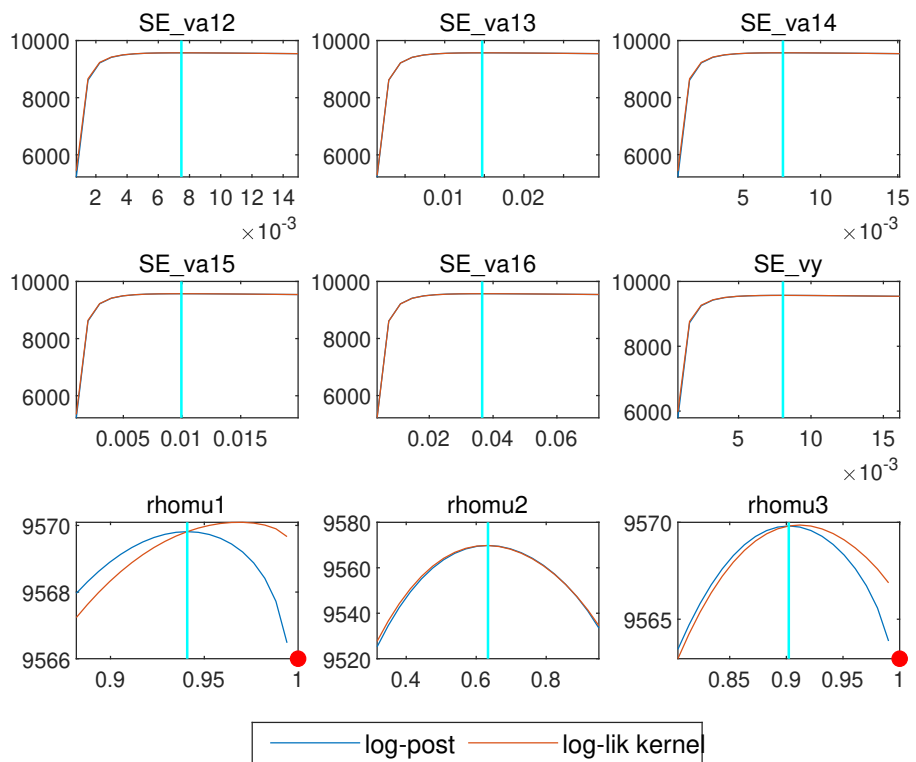 SE_va12 SE_va13 SE_va14
10000 10000 10000
8000 8000 8000
6000 6000 6000
2 4 6 8 10 12 14 0.01 0.02 5 10 15
× 10^-3 × 10^-3
SE_va15 SE_va16 SE_vy
10000 10000 10000
8000 8000 8000
6000 6000 6000
0.005 0.01 0.015 0.02 0.04 0.06 5 10 15
× 10^-3
rhomu1 rhomu2 rhomu3
9570 9580 9570
9568 9560 9565
9566 9540
9520
0.9 0.95 1 0.4 0.6 0.8 0.85 0.9 0.95 1
log-post log-lik kernel